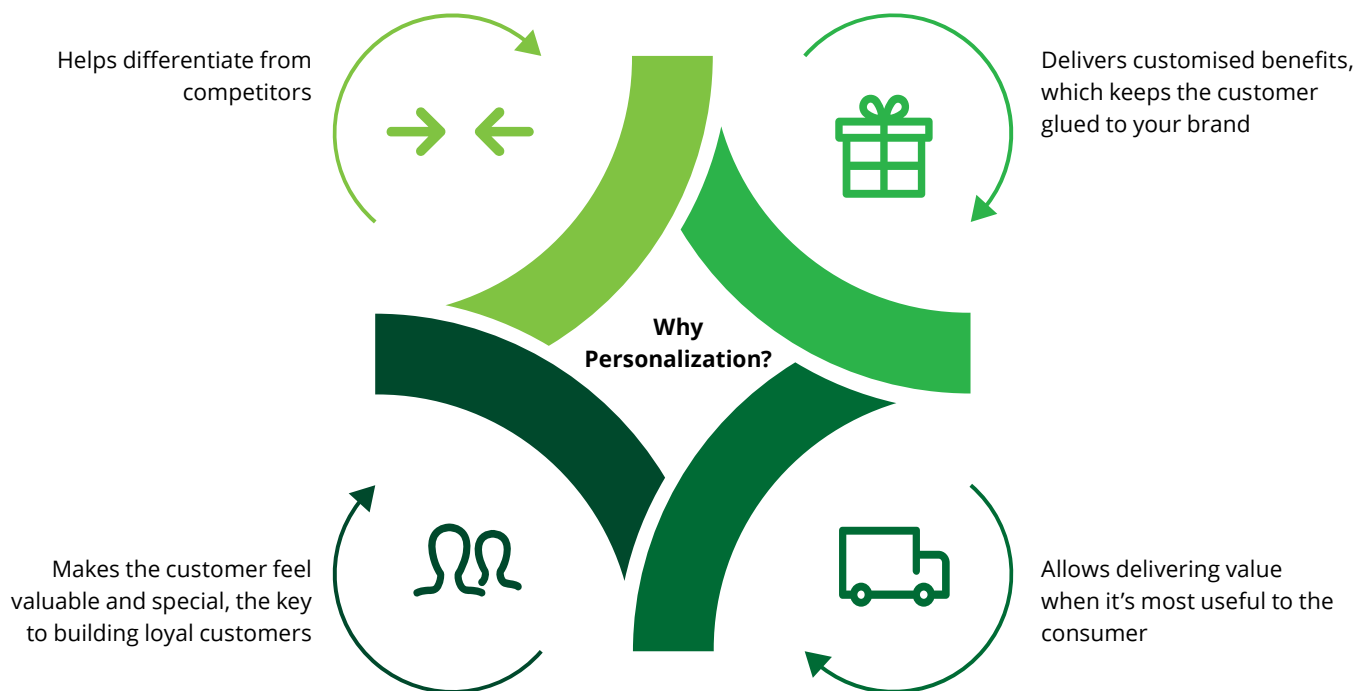 Helps differentiate from
competitors
Delivers customised benefits,
which keeps the customer
glued to your brand
Why
Personalization?
Makes the customer feel
valuable and special, the key
to building loyal customers
Allows delivering value
when it’s most useful to the
consumer